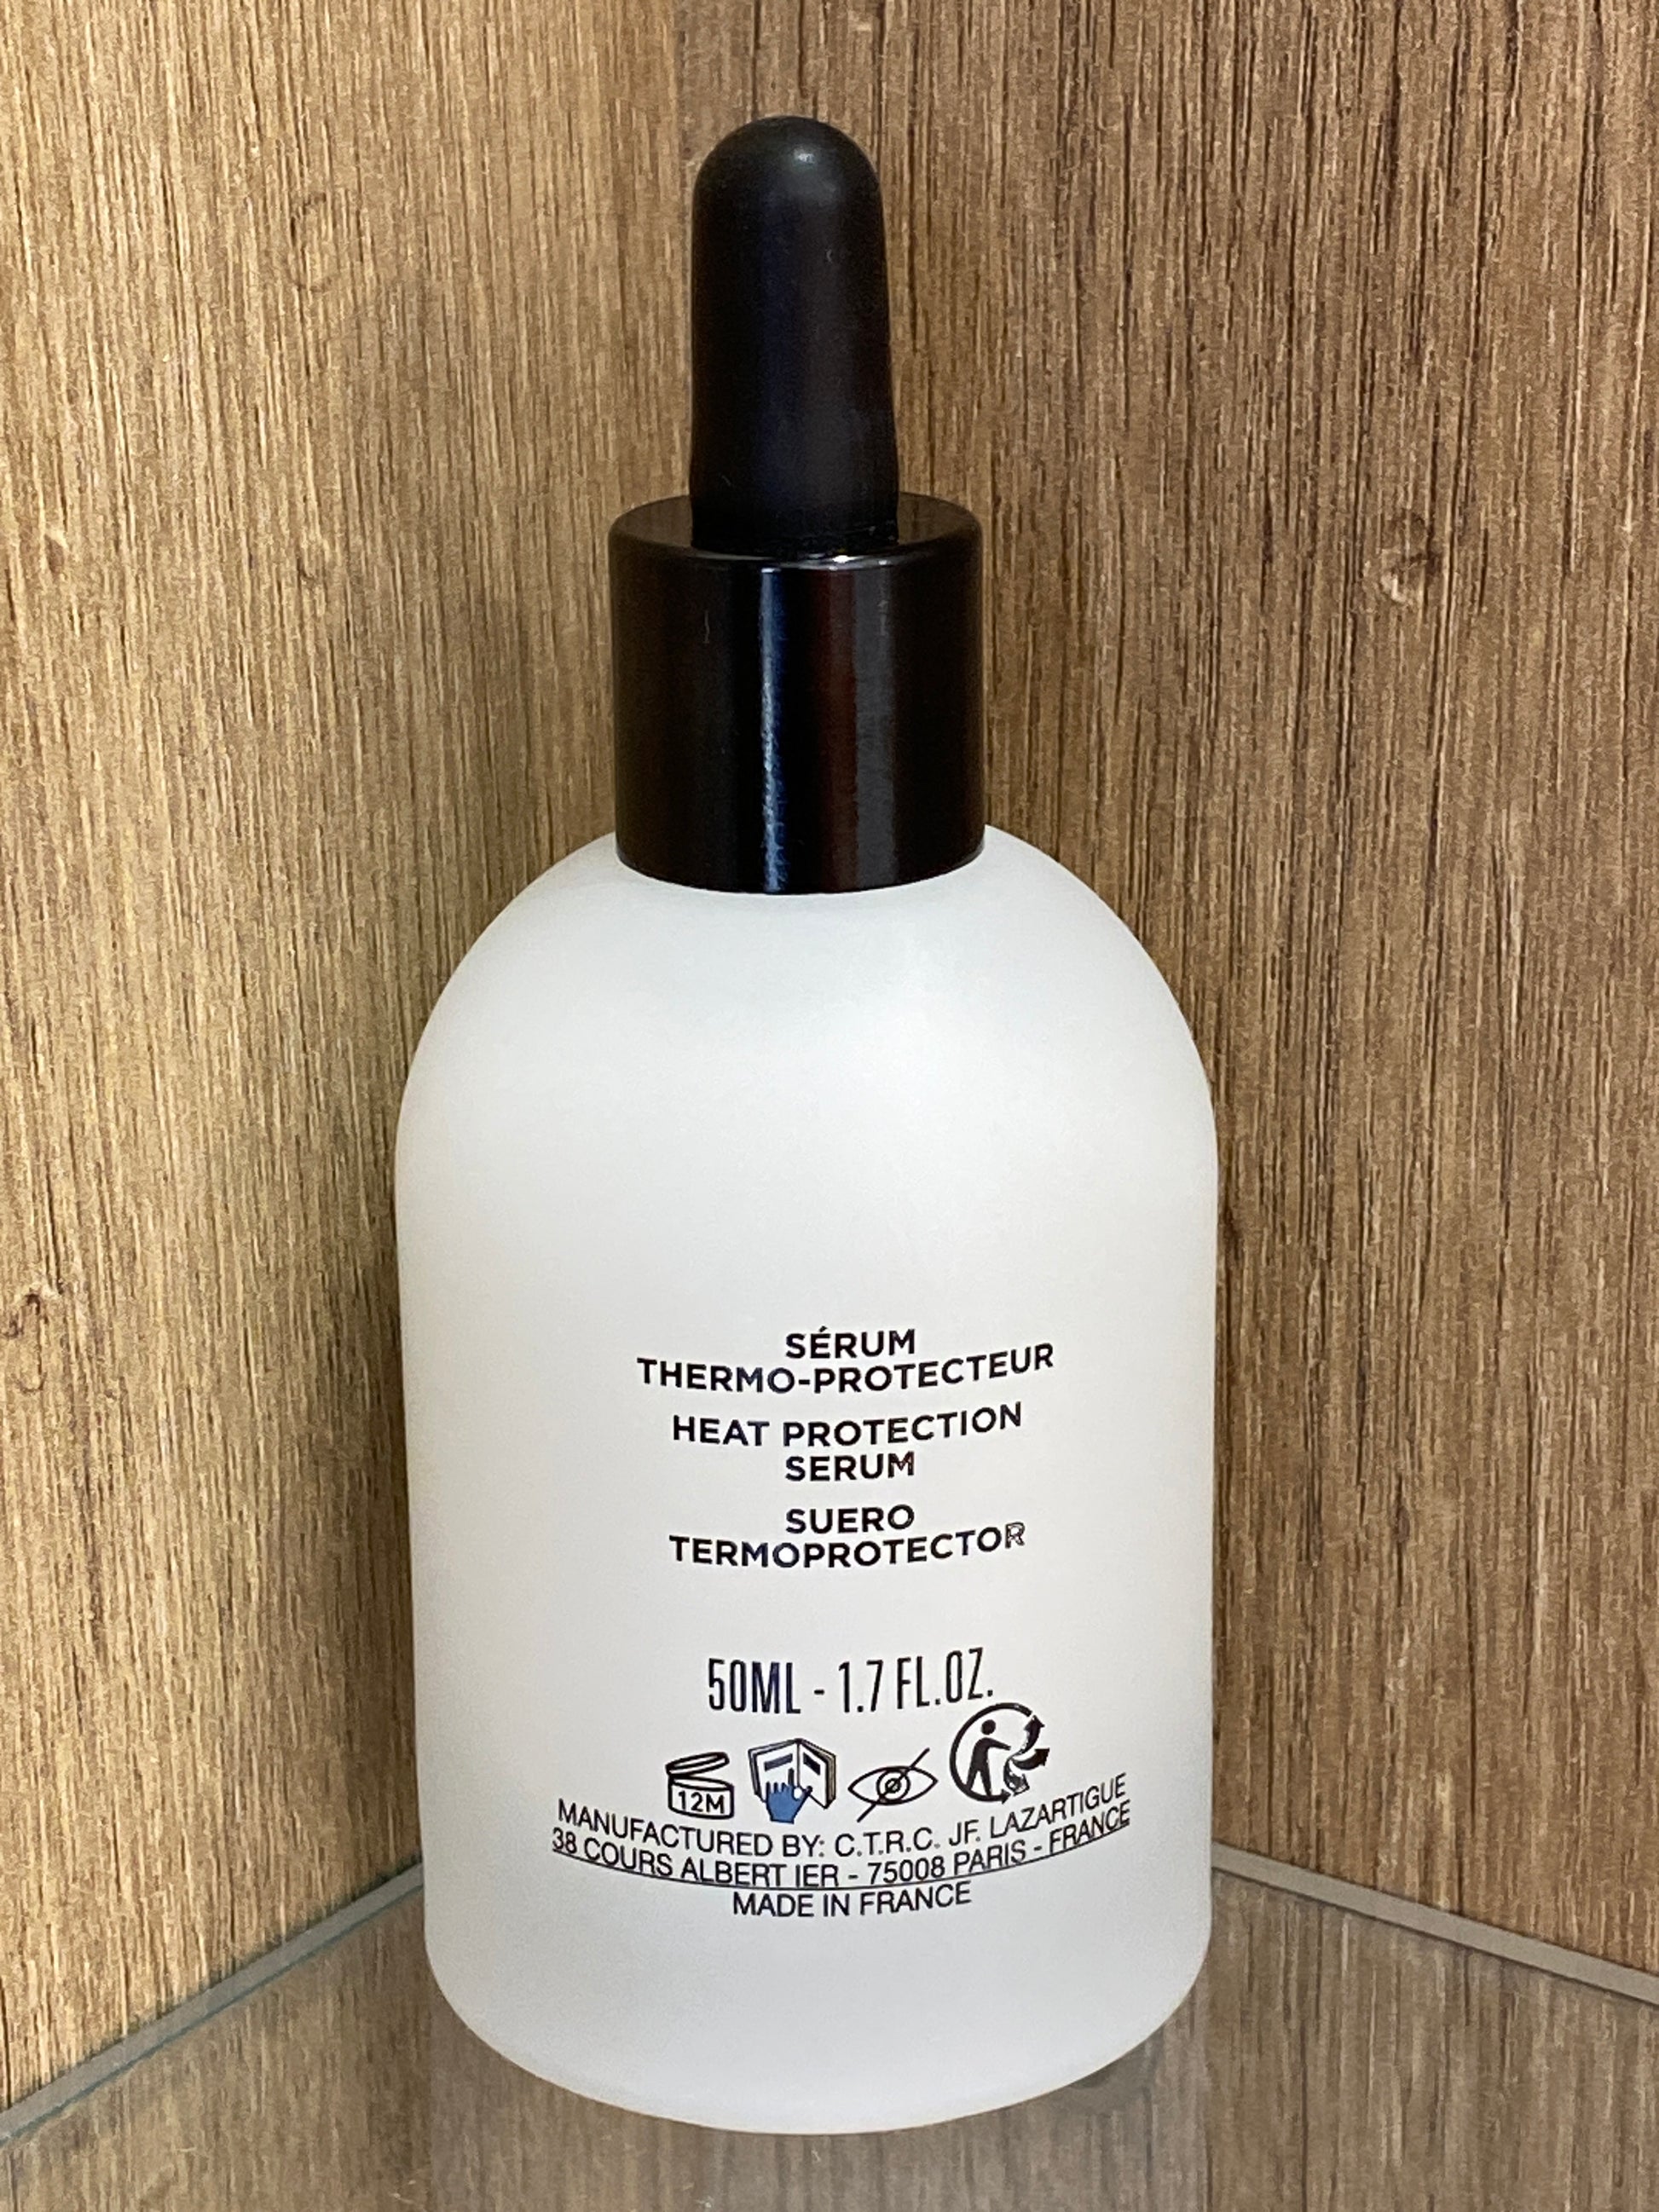 SÉRUM
THERMO-PROTECTEUR
HEAT PROTECTION
SERUM
SUERO
TERMOPROTECTOR
50ML - 1.7 FL.OZ.
12M
MANUFACTURED BY: C.T.R.C. JF. LAZARTIGUE
38 COURS ALBERT IER - 75008 PARIS - FRANCE
MADE IN FRANCE